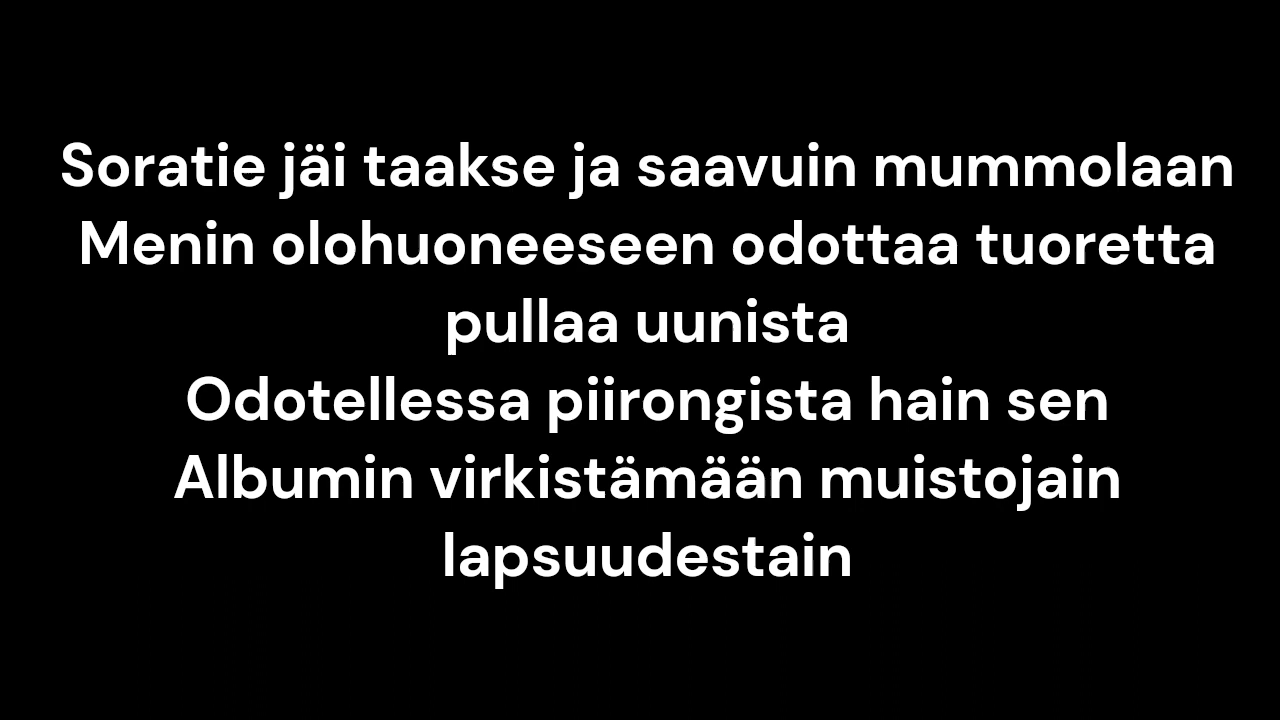 Soratie jäi taakse ja saavuin mummolaan
Menin olohuoneeseen odottaa tuoretta
pullaa uunista
Odotellessa piirongista hain sen
Albumin virkistämään muistojain
lapsuudestain